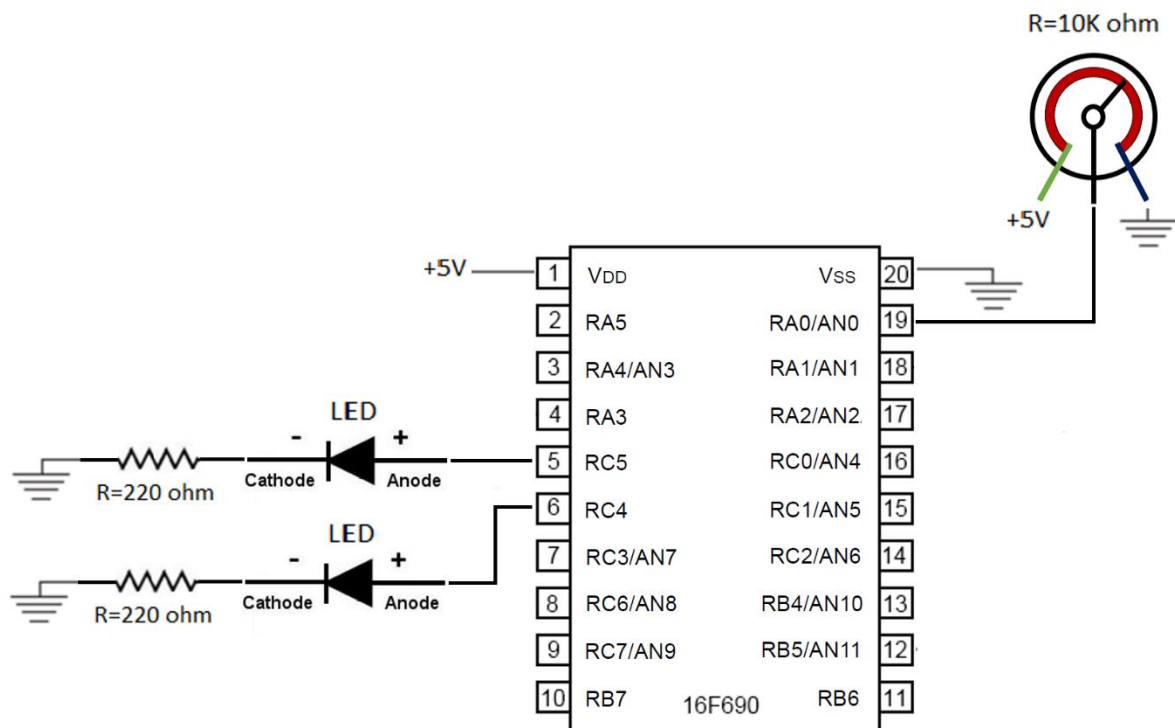 R=10K ohm
+5V
+5V
1 VDD VSS 20
2 RA5 RA0/AN0 19
3 RA4/AN3 RA1/AN1 18
LED
4 RA3 RA2/AN2 17
- +
5 RC5 RC0/AN4 16
Cathode Anode
R=220 ohm
6 RC4 RC1/AN5 15
LED
- +
7 RC3/AN7 RC2/AN6 14
Cathode Anode
8 RC6/AN8 RB4/AN10 13
R=220 ohm
9 RC7/AN9 RB5/AN11 12
10 RB7 16F690 RB6 11